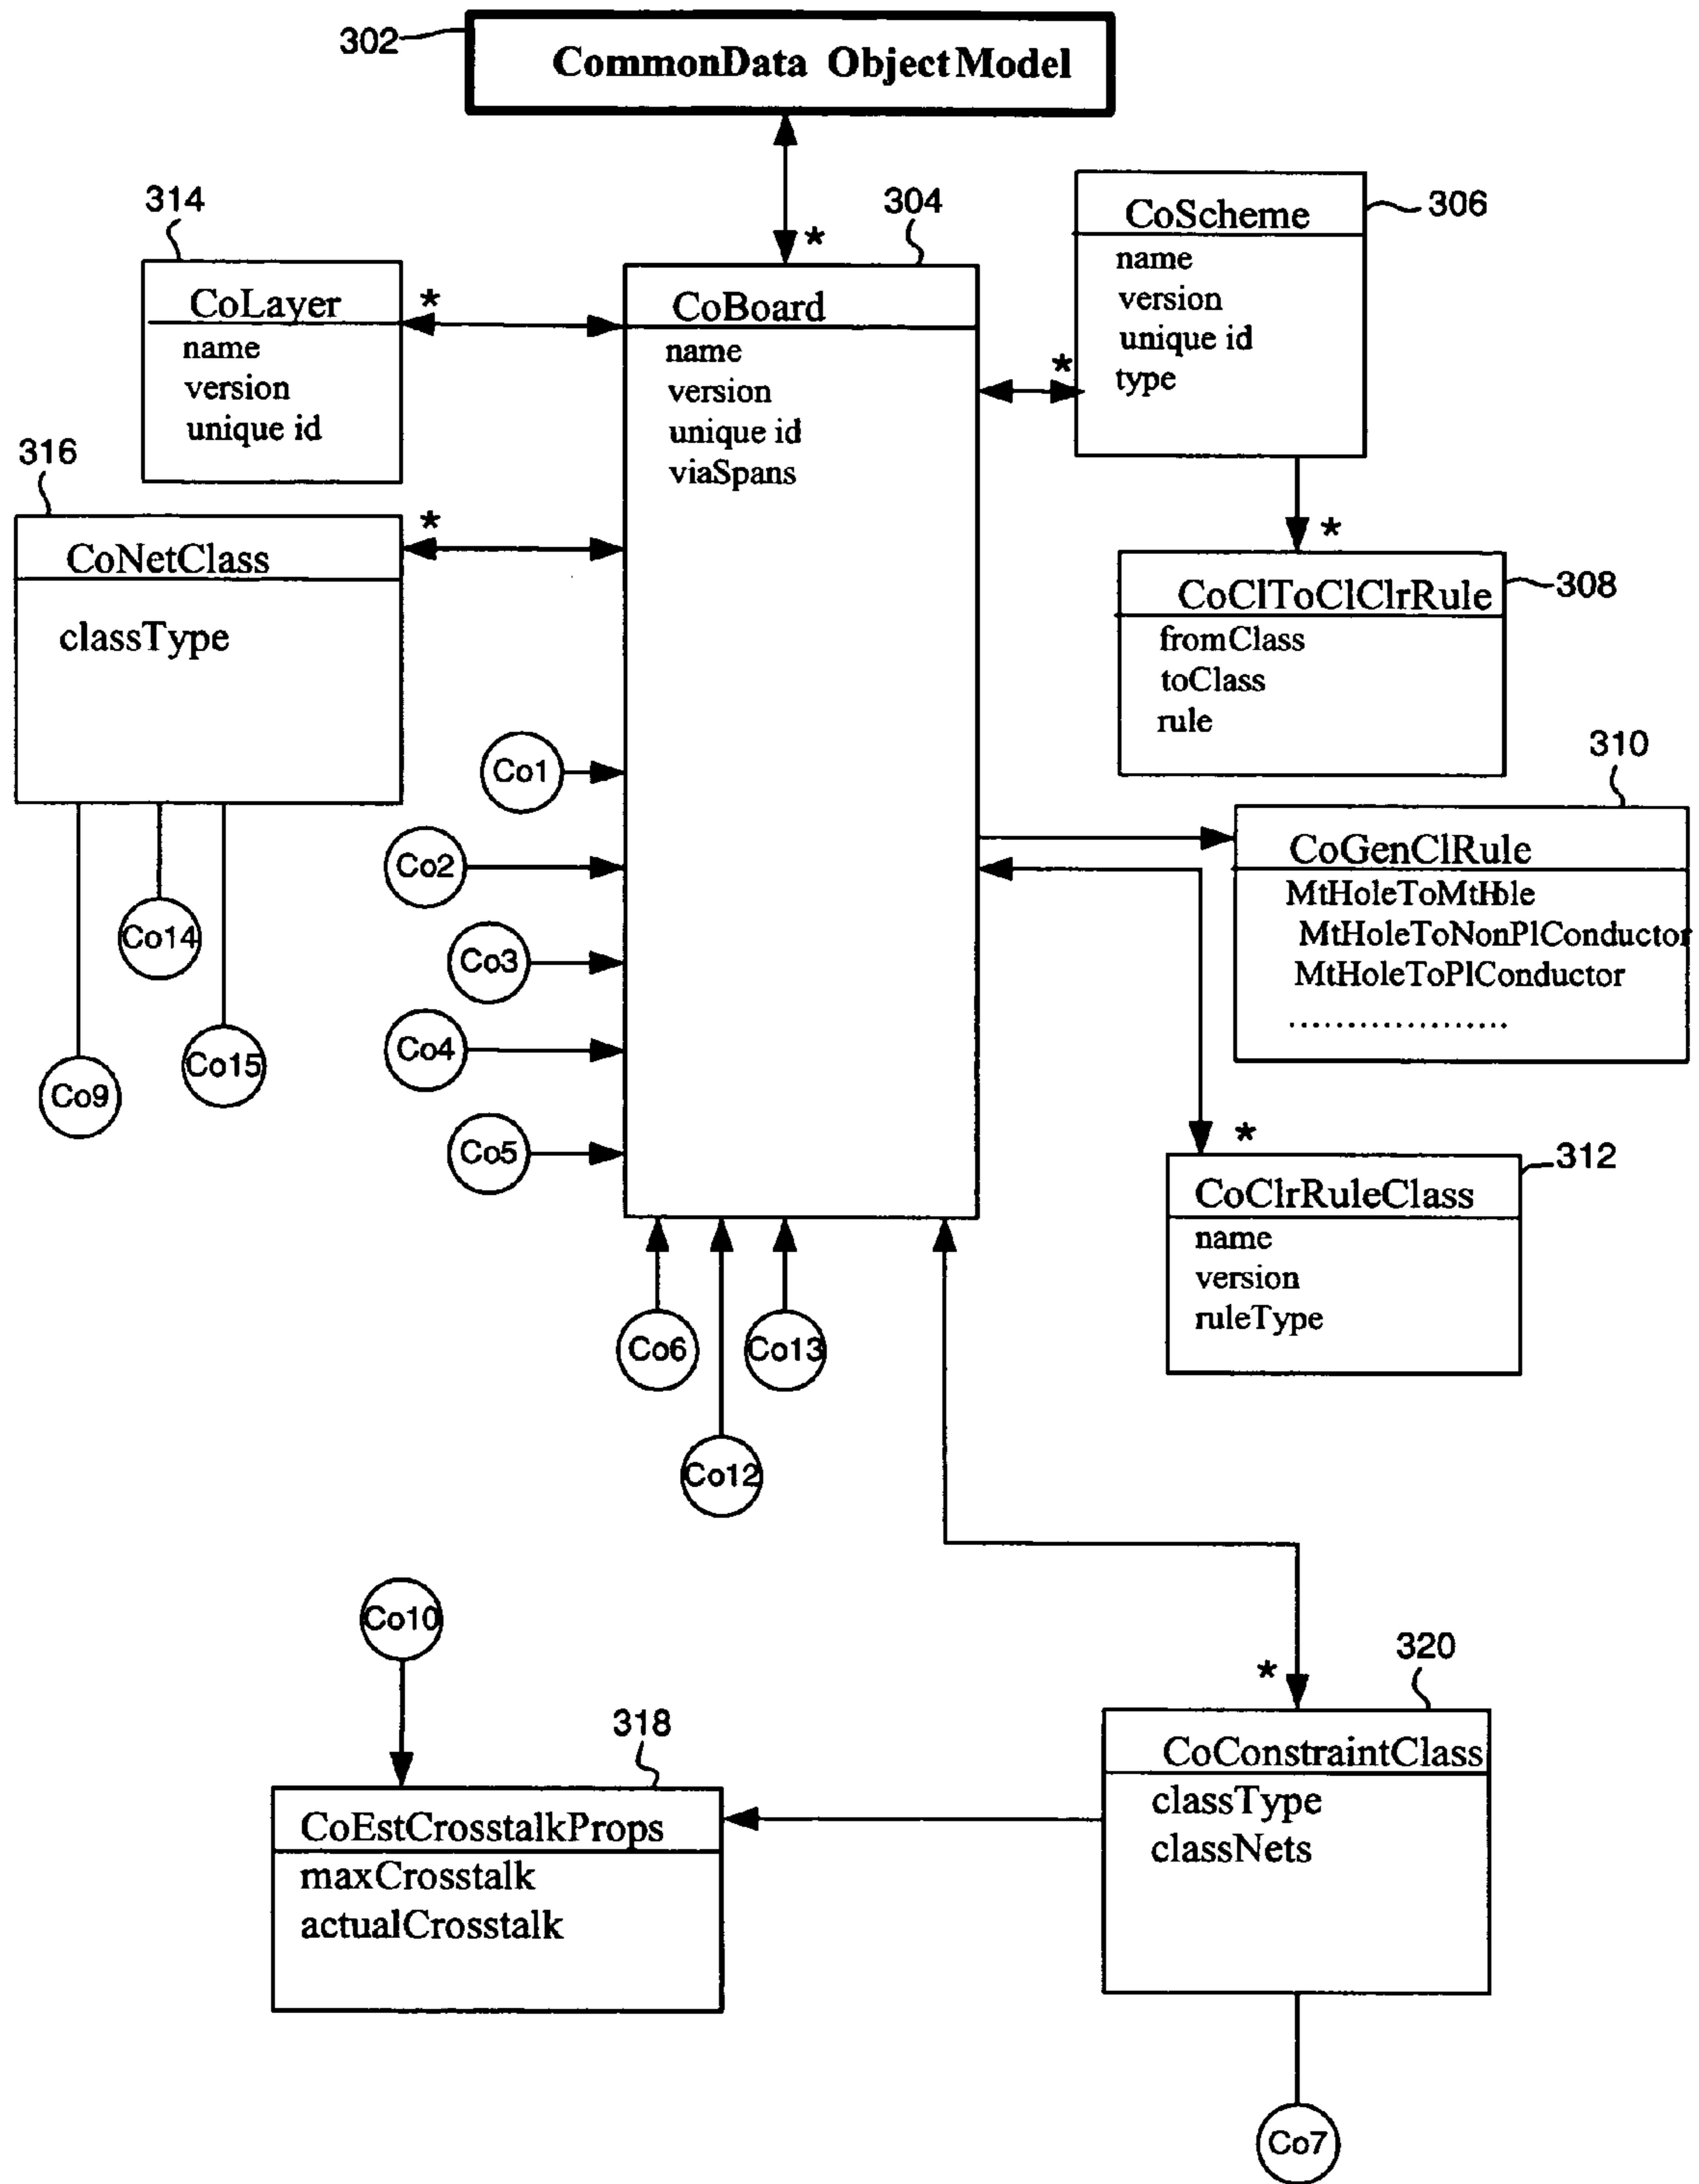 302
CommonData ObjectModel
314
CoLayer
name
version
unique id
304
CoBoard
name
version
unique id
viaSpans
306
CoScheme
name
version
unique id
type
316
CoNetClass
classType
308
CoClToClClrRule
fromClass
toClass
rule
310
CoGenClRule
MtHoleToMtHole
MtHoleToNonPlConductor
MtHoleToPlConductor
....................
312
CoClrRuleClass
name
version
ruleType
*
*
*
*
*
*
*
Co1
Co2
Co3
Co4
Co5
Co14
Co15
Co9
Co6
Co13
Co12
Co10
318
CoEstCrosstalkProps
maxCrosstalk
actualCrosstalk
320
CoConstraintClass
classType
classNets
Co7